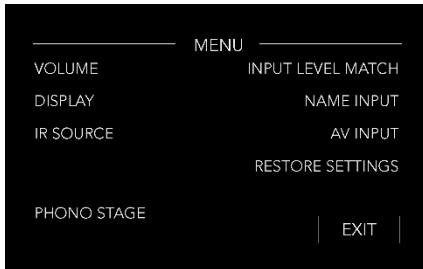 MENU
VOLUME INPUT LEVEL MATCH
DISPLAY NAME INPUT
IR SOURCE AV INPUT
RESTORE SETTINGS
PHONO STAGE
EXIT